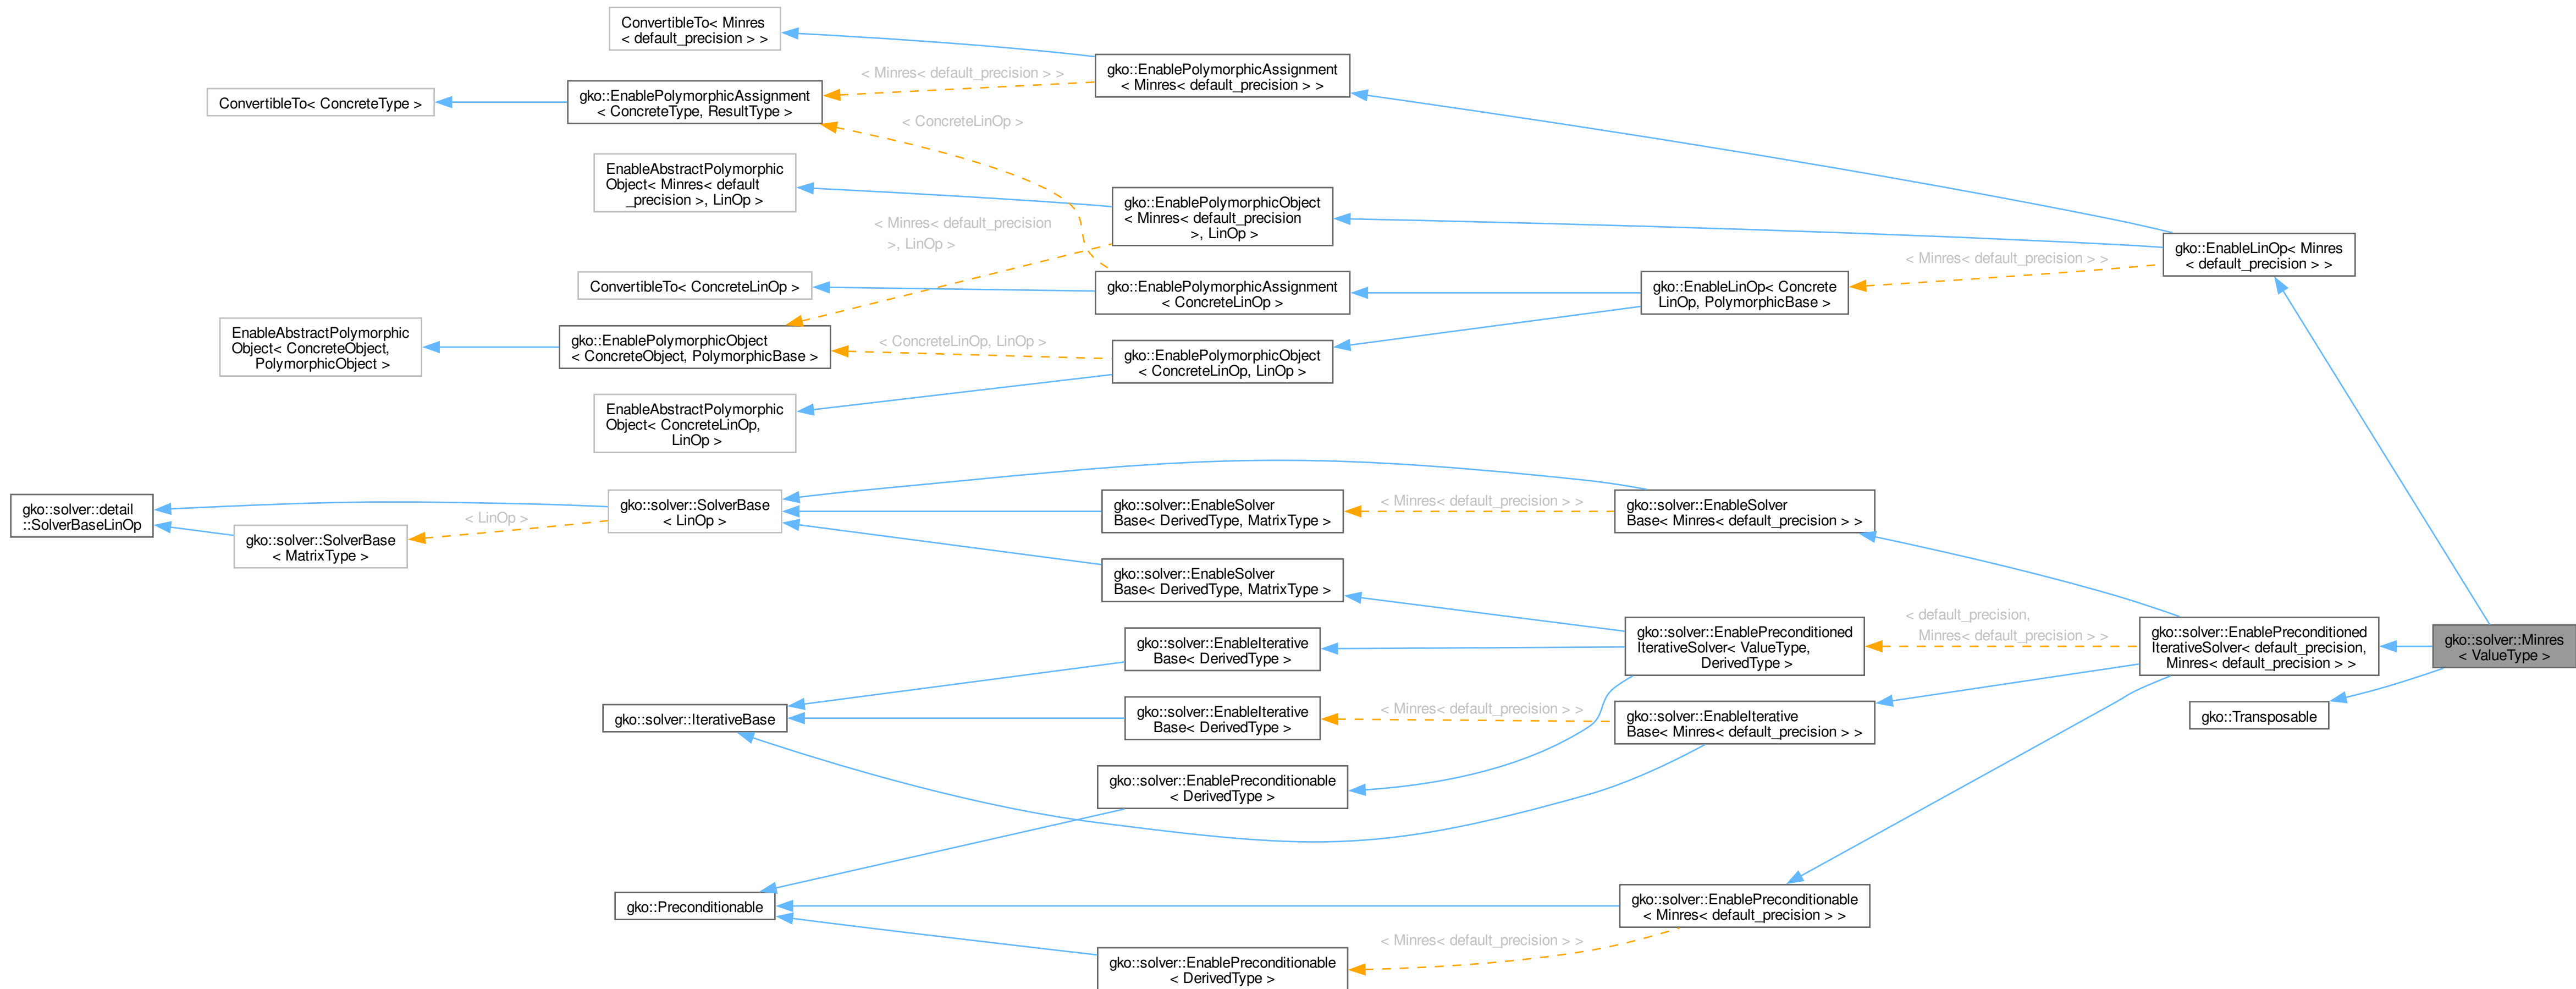 ConvertibleTo< Minres
< default_precision > >
gko::EnablePolymorphicAssignment
< Minres< default_precision > >
< Minres< default_precision > >
ConvertibleTo< ConcreteType >
gko::EnablePolymorphicAssignment
< ConcreteType, ResultType >
< ConcreteLinOp >
EnableAbstractPolymorphic
Object< Minres< default
_precision >, LinOp >
gko::EnablePolymorphicObject
< Minres< default_precision
>, LinOp >
< Minres< default_precision
>, LinOp >
gko::EnableLinOp< Minres
< default_precision > >
< Minres< default_precision > >
ConvertibleTo< ConcreteLinOp >
gko::EnablePolymorphicAssignment
< ConcreteLinOp >
gko::EnableLinOp< Concrete
LinOp, PolymorphicBase >
EnableAbstractPolymorphic
Object< ConcreteObject,
PolymorphicObject >
gko::EnablePolymorphicObject
< ConcreteObject, PolymorphicBase >
< ConcreteLinOp, LinOp >
gko::EnablePolymorphicObject
< ConcreteLinOp, LinOp >
EnableAbstractPolymorphic
Object< ConcreteLinOp,
LinOp >
gko::solver::detail
::SolverBaseLinOp
gko::solver::SolverBase
< MatrixType >
< LinOp >
gko::solver::SolverBase
< LinOp >
gko::solver::EnableSolver
Base< DerivedType, MatrixType >
< Minres< default_precision > >
gko::solver::EnableSolver
Base< Minres< default_precision > >
gko::solver::EnableSolver
Base< DerivedType, MatrixType >
gko::solver::EnableIterative
Base< DerivedType >
gko::solver::EnablePreconditioned
IterativeSolver< ValueType,
DerivedType >
< default_precision,
Minres< default_precision > >
gko::solver::EnablePreconditioned
IterativeSolver< default_precision,
Minres< default_precision > >
gko::solver::Minres
< ValueType >
gko::solver::IterativeBase
gko::solver::EnableIterative
Base< DerivedType >
< Minres< default_precision > >
gko::solver::EnableIterative
Base< Minres< default_precision > >
gko::Transposable
gko::solver::EnablePreconditionable
< DerivedType >
gko::Preconditionable
gko::solver::EnablePreconditionable
< Minres< default_precision > >
< Minres< default_precision > >
gko::solver::EnablePreconditionable
< DerivedType >